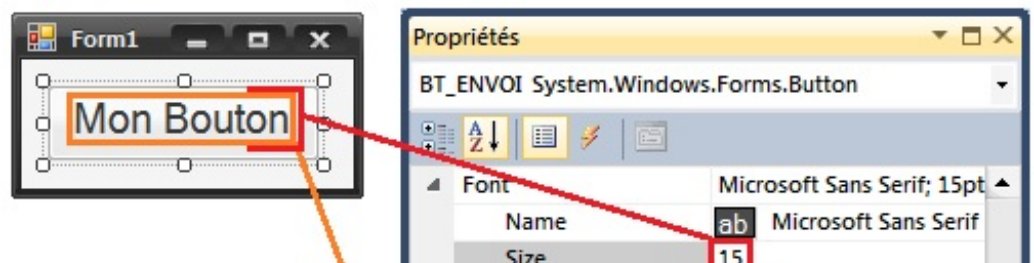 Form1
Mon Bouton
Propriétés
BT_ENVOI System.Windows.Forms.Button
A
Z
Font Microsoft Sans Serif; 15pt
Name ab Microsoft Sans Serif
Size 15